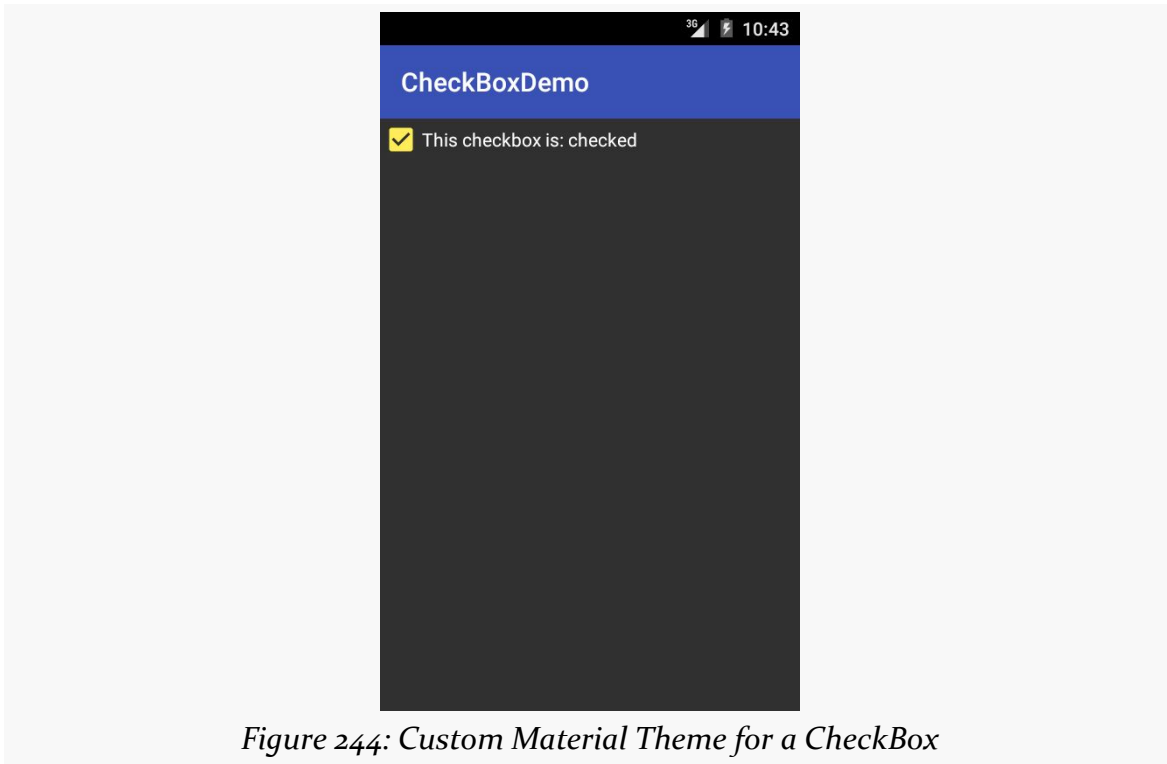 3G 10:43
CheckBoxDemo
This checkbox is: checked
Figure 244: Custom Material Theme for a CheckBox